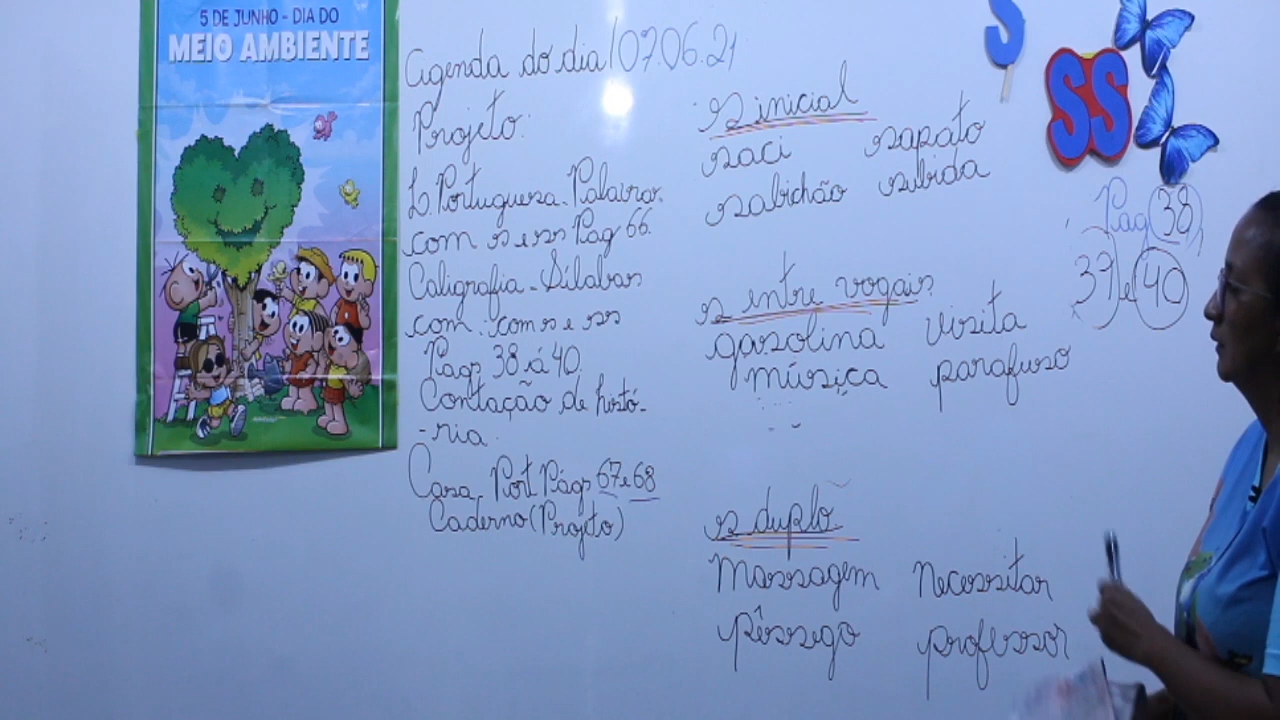 5 DE JUNHO - DIA DO
MEIO AMBIENTE
Agenda do dia 07.06.21
Projeto:
L. Portuguesa - Palavras
com s e ss Pag 66.
Caligrafia - Sílabas
com: com s e ss
Pags 38 á 40.
Contação de histó-
-ria.
Casa. Port. Págs 67 e 68
Caderno (Projeto)
s inicial
saci sapato
sabichão subida
s entre vogais
gasolina visita
música parafuso
s duplo.
Massagem Necessitar
pêssego professor
S
SS
Pag 38,
39 e 40